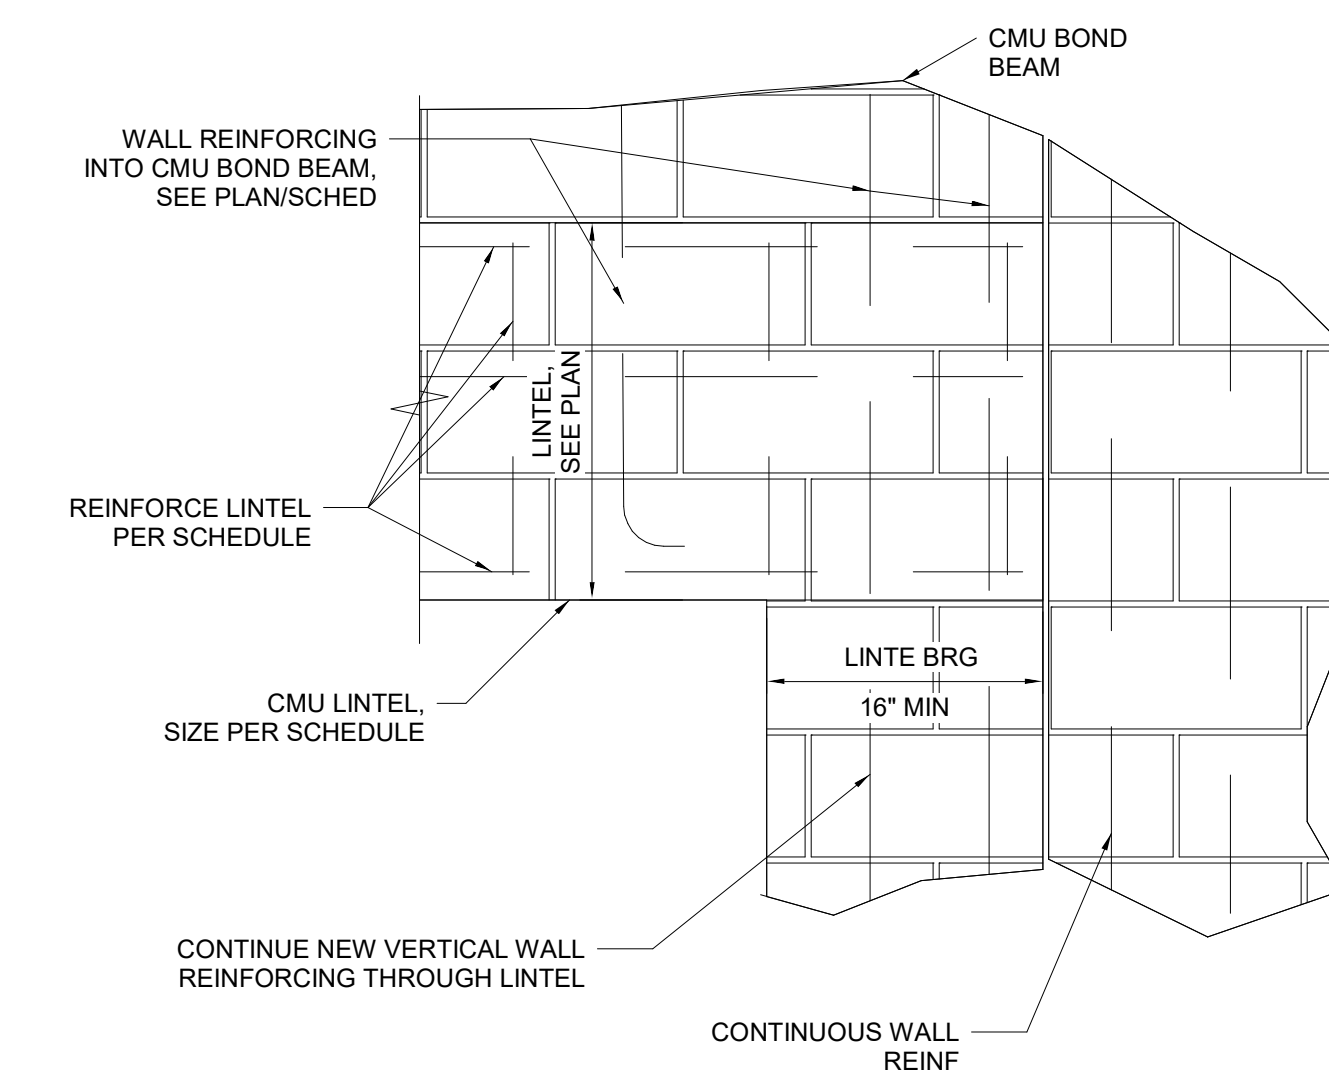 CMU BOND
BEAM
WALL REINFORCING
INTO CMU BOND BEAM,
SEE PLAN/SCHED
LINTEL,
SEE PLAN
REINFORCE LINTEL
PER SCHEDULE
LINTE BRG
16" MIN
CMU LINTEL,
SIZE PER SCHEDULE
CONTINUE NEW VERTICAL WALL
REINFORCING THROUGH LINTEL
CONTINUOUS WALL
REINF